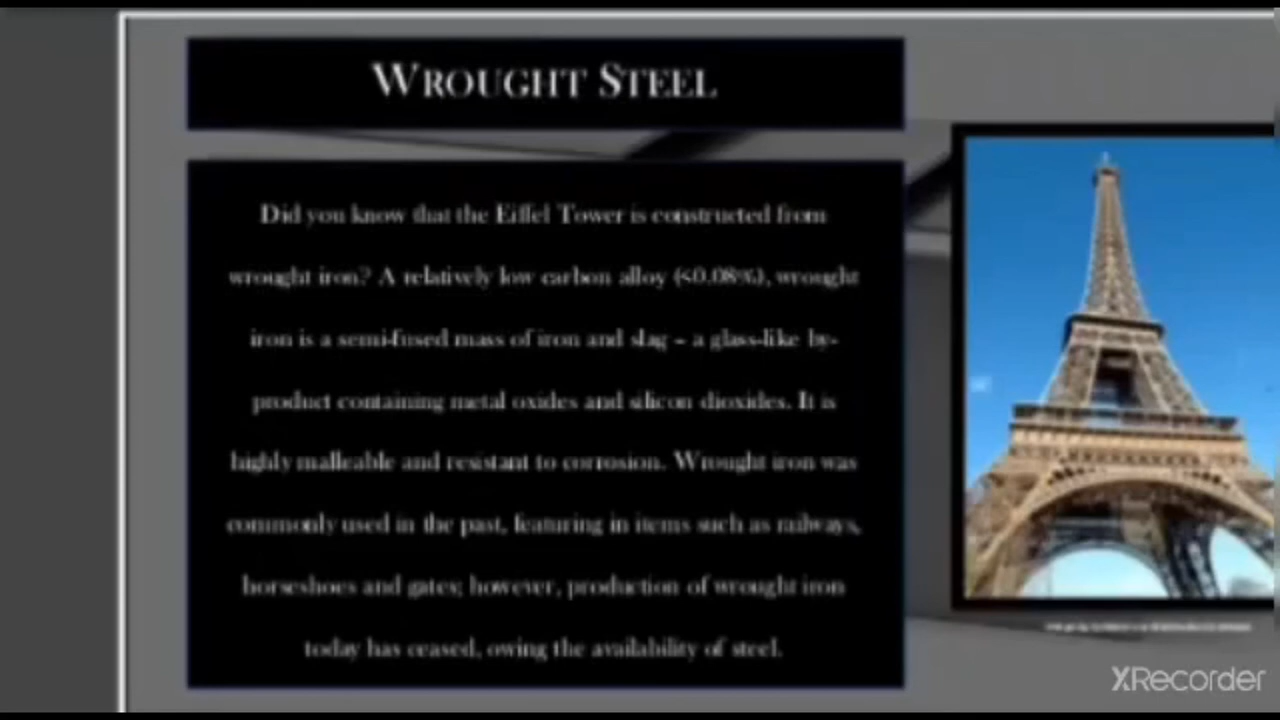 WROUGHT STEEL
Did you know that the Eiffel Tower is constructed from
wrought iron? A relatively low carbon alloy (<0.08%), wrought
iron is a semi-fused mass of iron and slag – a glass-like by-
product containing metal oxides and silicon dioxides. It is
highly malleable and resistant to corrosion. Wrought iron was
commonly used in the past, featuring in items such as railways,
horseshoes and gates; however, production of wrought iron
today has ceased, owing the availability of steel.
XRecorder